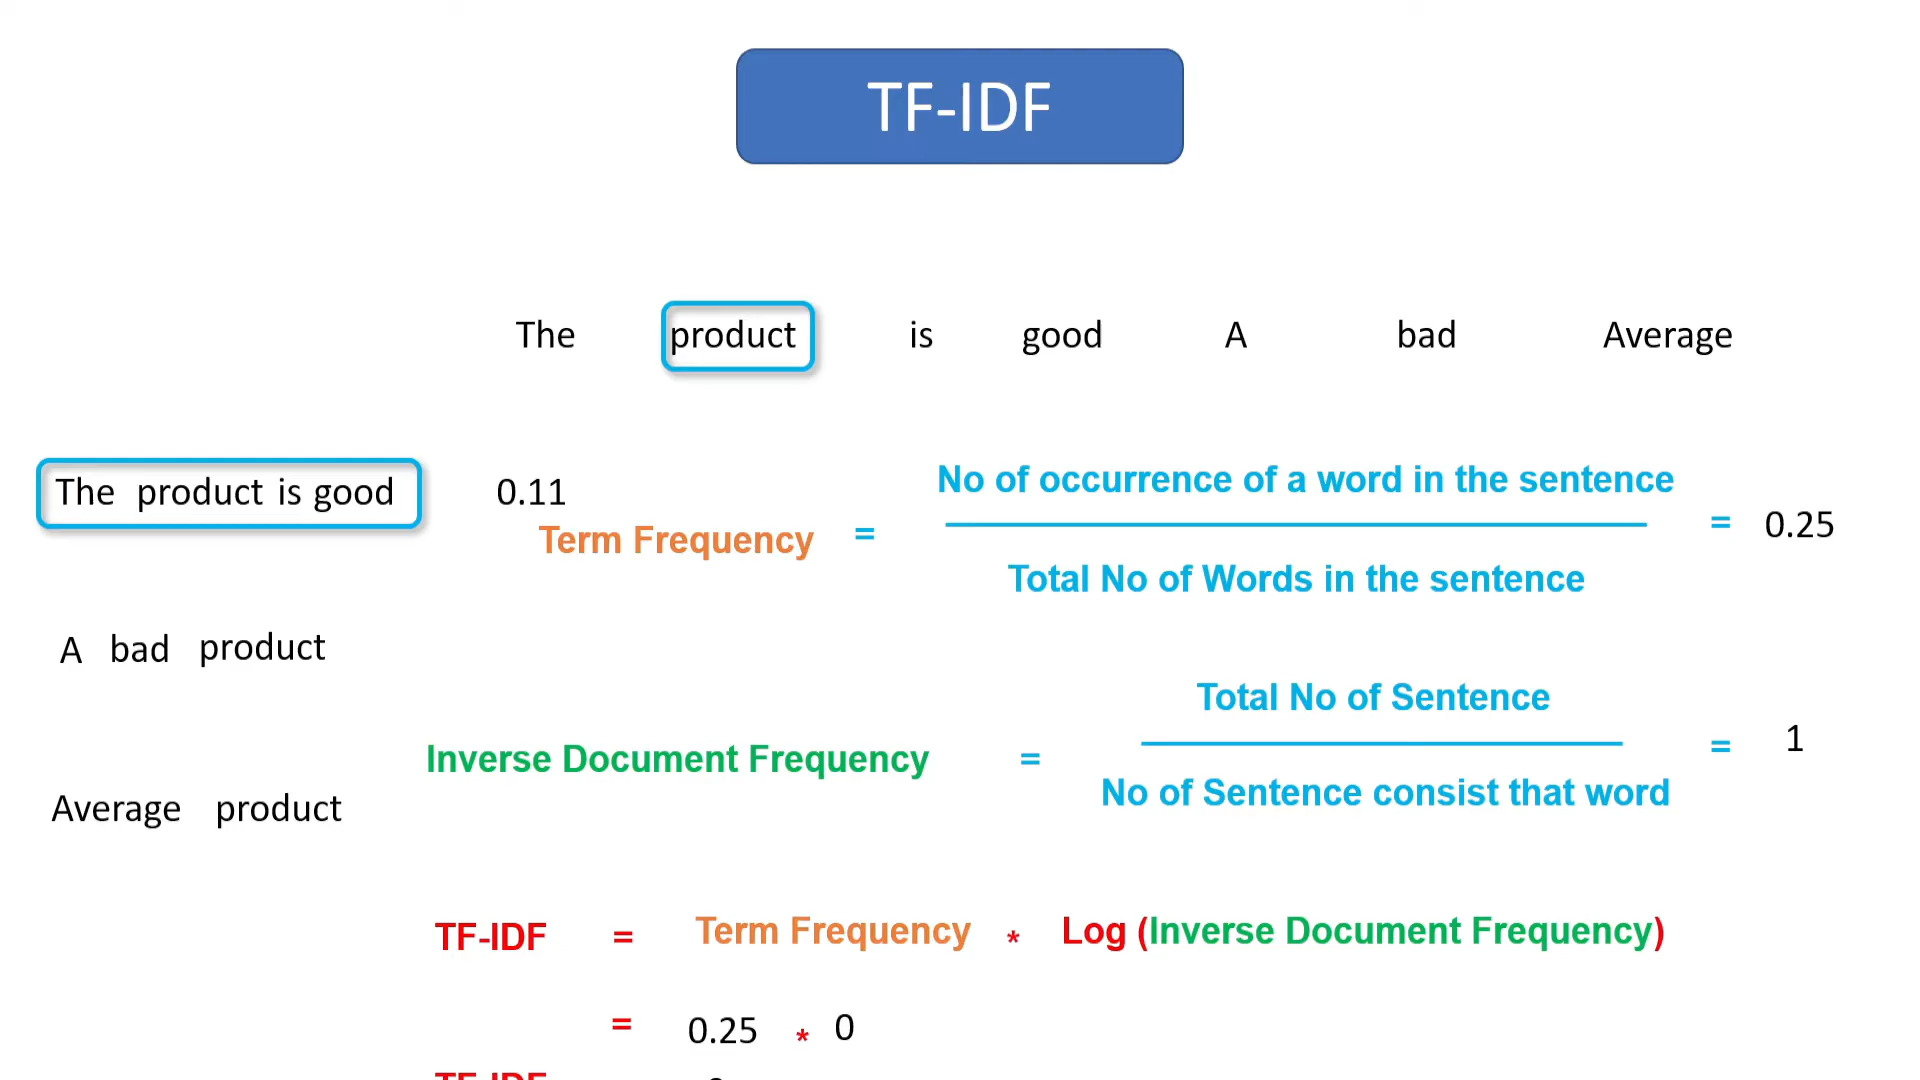 TF-IDF
The product is good A bad Average
The product is good 0.11
Term Frequency = No of occurrence of a word in the sentence = 0.25
Total No of Words in the sentence
A bad product
Total No of Sentence
Inverse Document Frequency = = 1
No of Sentence consist that word
Average product
TF-IDF = Term Frequency * Log (Inverse Document Frequency)
= 0.25 * 0
TF-IDF